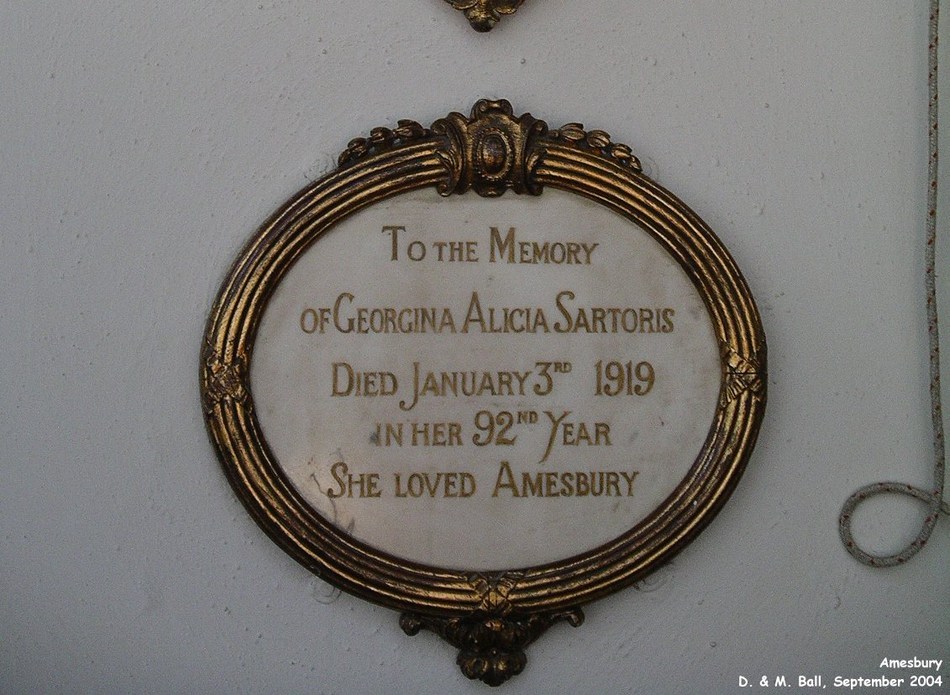 To the Memory
of Georgina Alicia Sartoris
Died January 3rd 1919
in her 92nd Year
She loved Amesbury
Amesbury
D. & M. Ball, September 2004